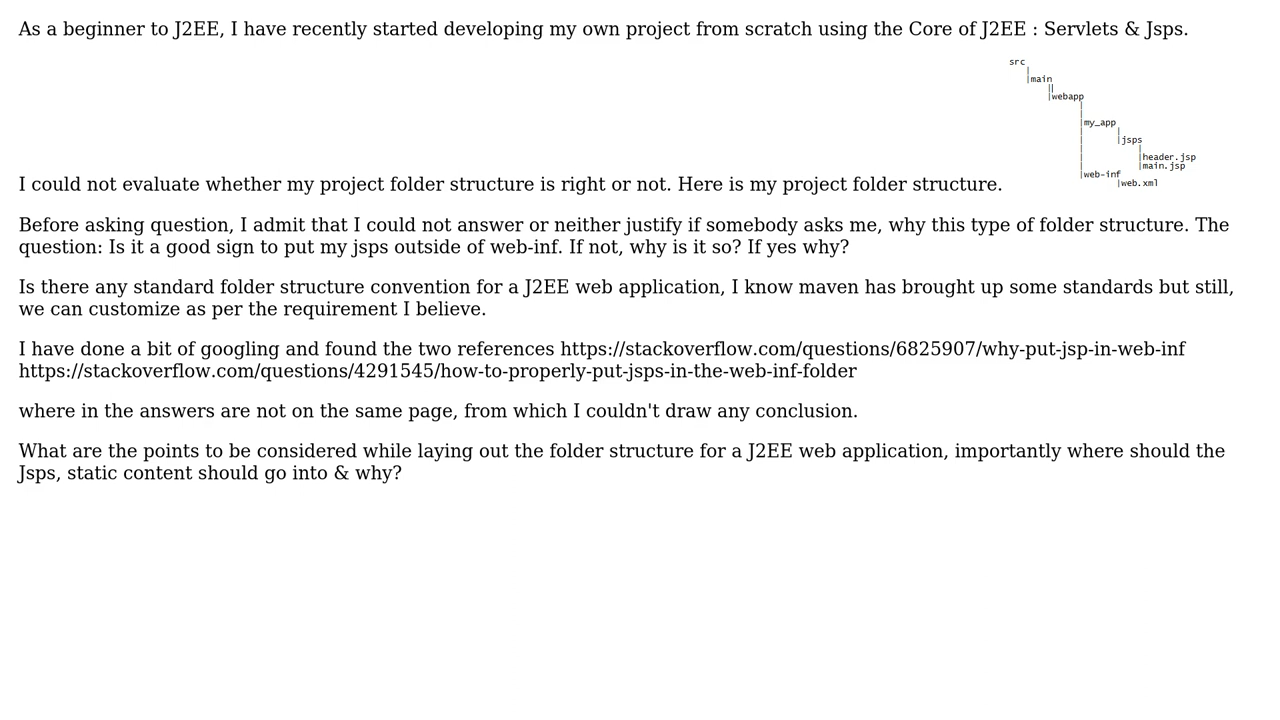 As a beginner to J2EE, I have recently started developing my own project from scratch using the Core of J2EE : Servlets & Jsps.
src
|main
||
|webapp
|my_app
|jsps
|header.jsp
|main.jsp
|web-inf
|web.xml
I could not evaluate whether my project folder structure is right or not. Here is my project folder structure.
Before asking question, I admit that I could not answer or neither justify if somebody asks me, why this type of folder structure. The
question: Is it a good sign to put my jsps outside of web-inf. If not, why is it so? If yes why?
Is there any standard folder structure convention for a J2EE web application, I know maven has brought up some standards but still,
we can customize as per the requirement I believe.
I have done a bit of googling and found the two references https://stackoverflow.com/questions/6825907/why-put-jsp-in-web-inf
https://stackoverflow.com/questions/4291545/how-to-properly-put-jsps-in-the-web-inf-folder
where in the answers are not on the same page, from which I couldn't draw any conclusion.
What are the points to be considered while laying out the folder structure for a J2EE web application, importantly where should the
Jsps, static content should go into & why?